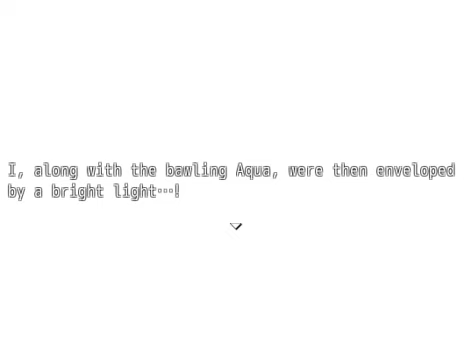 I, along with the bawling Aqua, were then enveloped
by a bright light···!